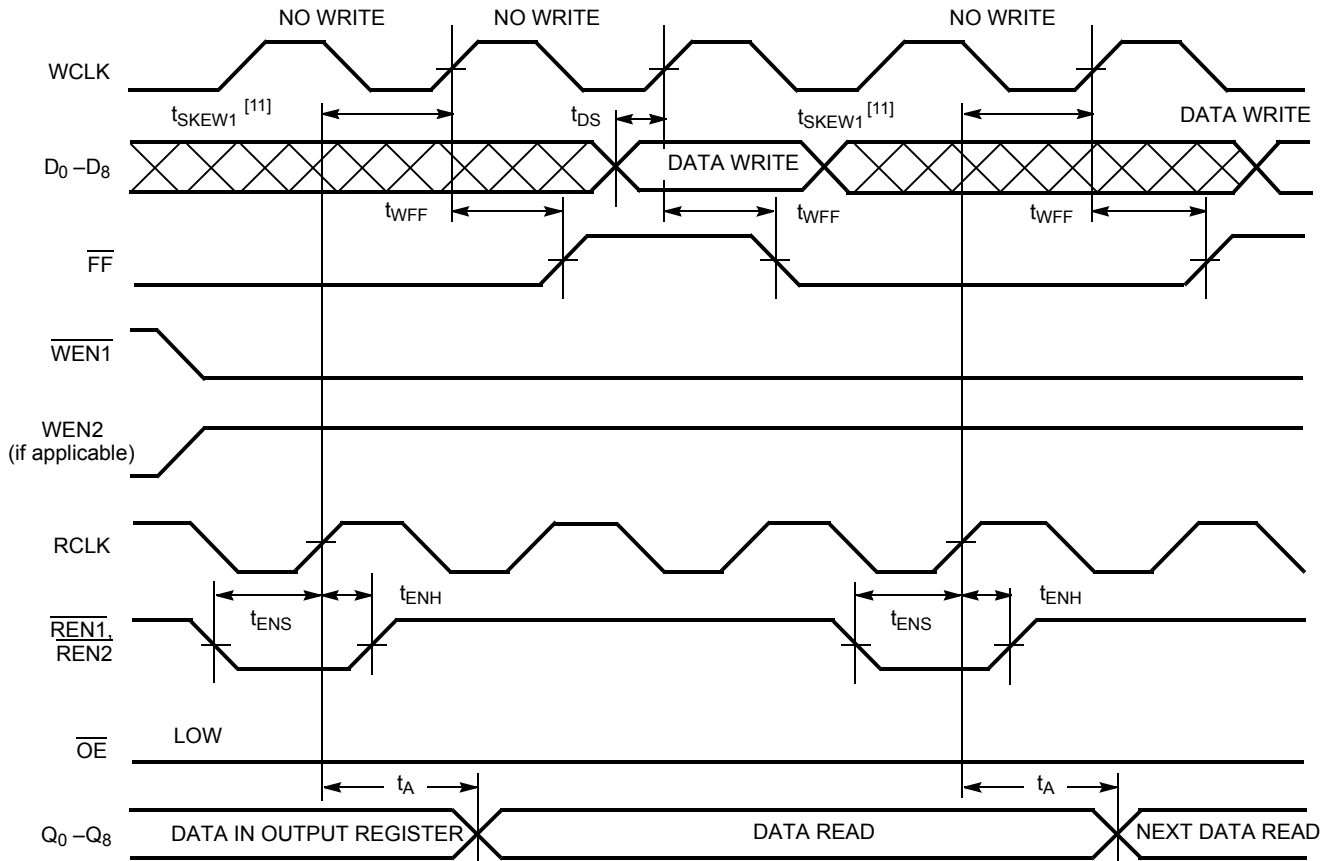 NO WRITE NO WRITE NO WRITE
WCLK
tSKEW1 [11] tDS tSKEW1 [11] DATA WRITE
D0 –D8 DATA WRITE
tWFF tWFF tWFF
FF
WEN1
WEN2
(if applicable)
RCLK
tENS tENH tENS tENH
REN1,
REN2
LOW
OE
tA tA
Q0 –Q8 DATA IN OUTPUT REGISTER DATA READ NEXT DATA READ